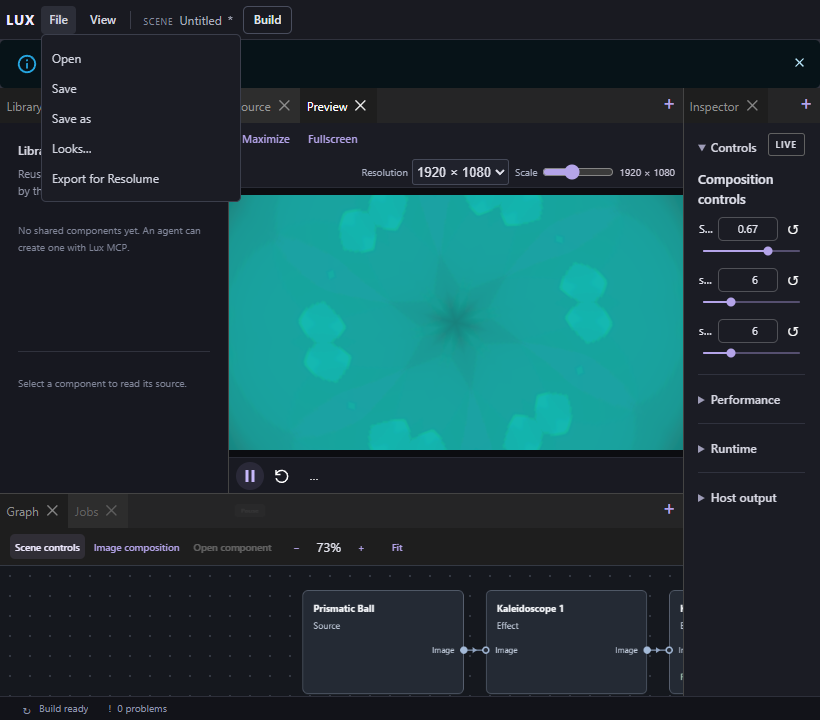 LUX File View SCENE Untitled * Build
Open
Save
Save as
Looks...
Export for Resolume
Library
ource
Preview
Inspector
Maximize Fullscreen
Resolution 1920 × 1080 Scale 1920 × 1080
Libra
Reus
by th
No shared components yet. An agent can
create one with Lux MCP.
Select a component to read its source.
...
Controls LIVE
Composition
controls
S... 0.67
s... 6
s... 6
Performance
Runtime
Host output
Graph Jobs
Scene controls Image composition Open component − 73% + Fit
Prismatic Ball
Source
Image
Kaleidoscope 1
Effect
Image Image
Build ready ! 0 problems